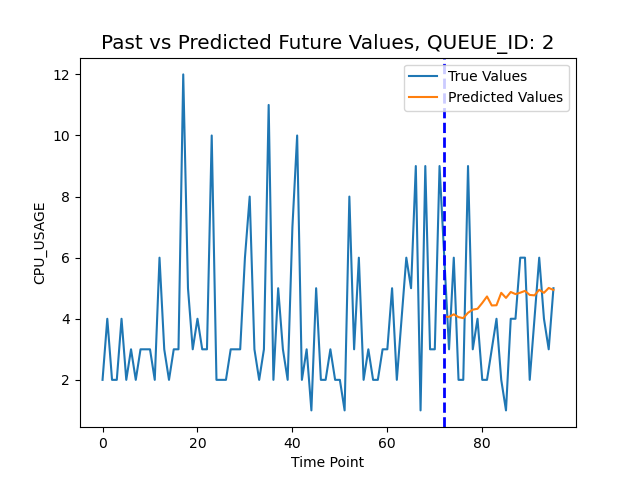 Past vs Predicted Future Values, QUEUE_ID: 2
True Values
Predicted Values
CPU_USAGE
12
10
8
6
4
2
0
20
40
60
80
Time Point